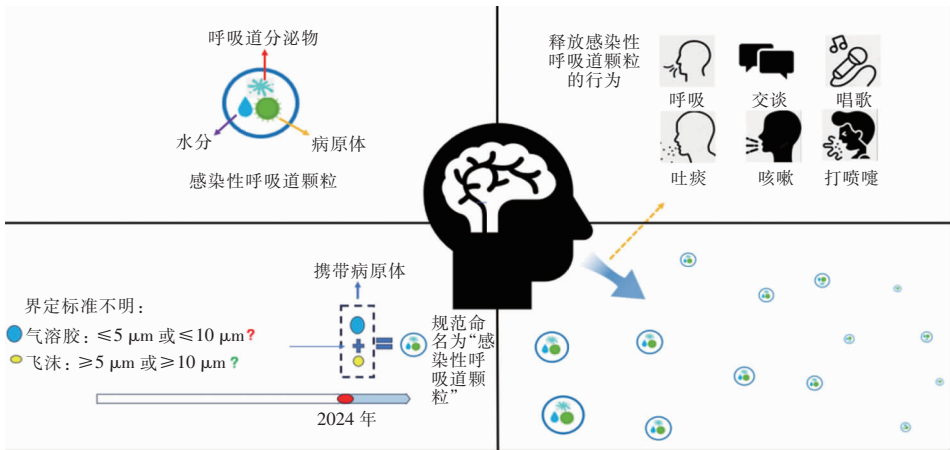 呼吸道分泌物
水分
病原体
感染性呼吸道颗粒
释放感染性
呼吸道颗粒
的行为
呼吸
交谈
唱歌
吐痰
咳嗽
打喷嚏
携带病原体
界定标准不明：
气溶胶：≤5 μm 或≤10 μm?
飞沫：≥5 μm 或≥10 μm?
规范命
名为“感
染性呼
吸道颗
粒”
2024 年